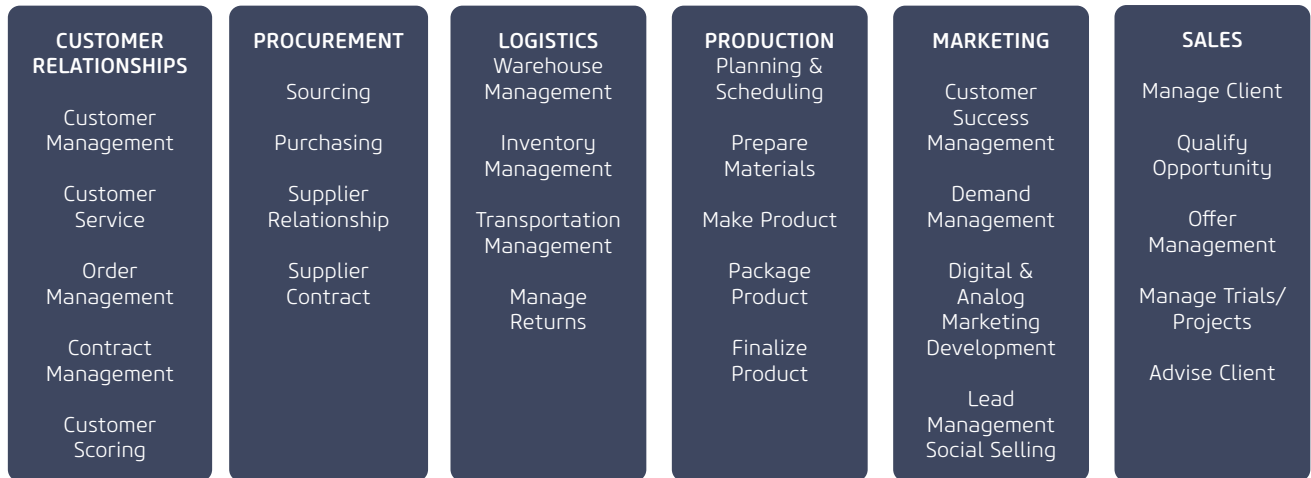 CUSTOMER
RELATIONSHIPS
Customer
Management
Customer
Service
Order
Management
Contract
Management
Customer
Scoring
PROCUREMENT
Sourcing
Purchasing
Supplier
Relationship
Supplier
Contract
LOGISTICS
Warehouse
Management
Inventory
Management
Transportation
Management
Manage
Returns
PRODUCTION
Planning &
Scheduling
Prepare
Materials
Make Product
Package
Product
Finalize
Product
MARKETING
Customer
Success
Management
Demand
Management
Digital &
Analog
Marketing
Development
Lead
Management
Social Selling
SALES
Manage Client
Qualify
Opportunity
Offer
Management
Manage Trials/
Projects
Advise Client